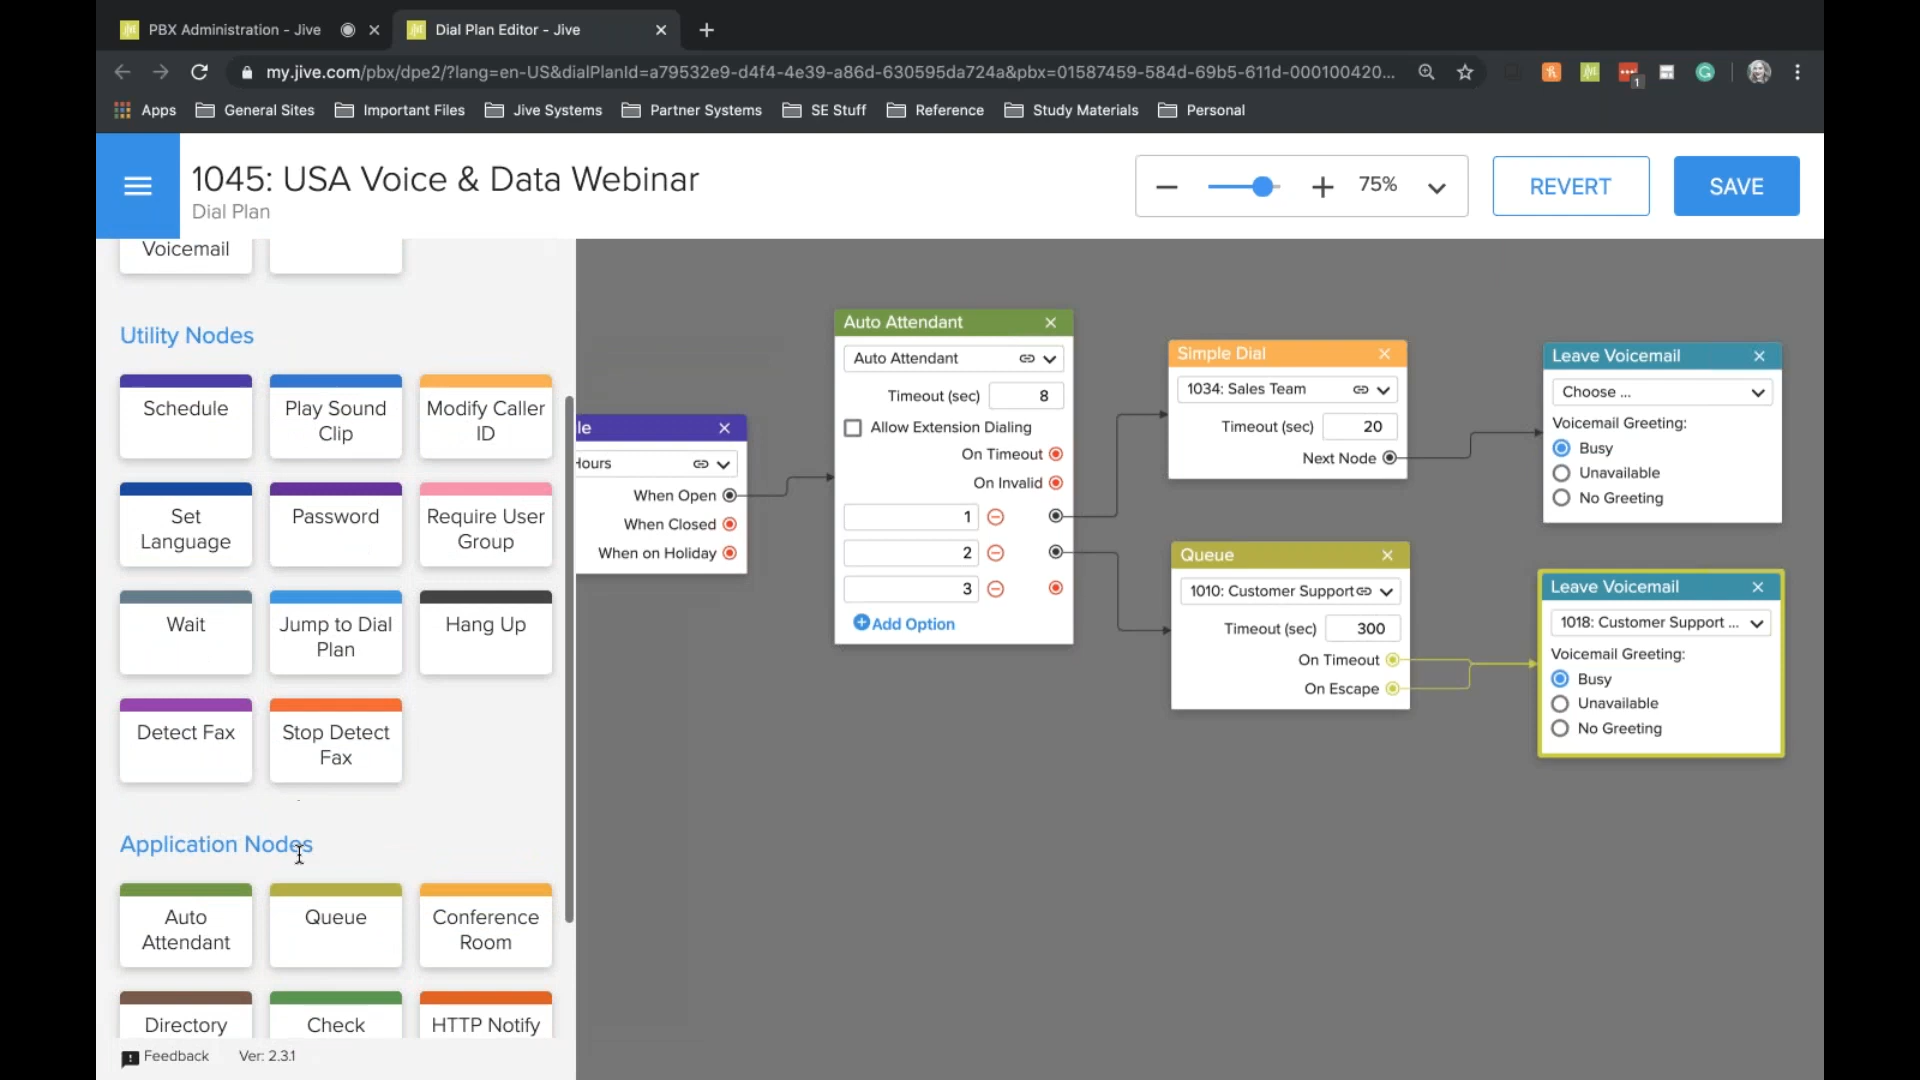 PBX Administration - Jive
Dial Plan Editor - Jive
my.jive.com/pbx/dpe2/?lang=en-US&dialPlanId=a79532e9-d4f4-4e39-a86d-630595da724a&pbx=01587459-584d-69b5-611d-000100420...
1
Apps
General Sites
Important Files
Jive Systems
Partner Systems
SE Stuff
Reference
Study Materials
Personal
1045: USA Voice & Data Webinar
Dial Plan
75%
REVERT
SAVE
Voicemail
Utility Nodes
Schedule
Play Sound
Clip
Modify Caller
ID
Set
Language
Password
Require User
Group
Wait
Jump to Dial
Plan
Hang Up
Detect Fax
Stop Detect
Fax
Application Nodes
Auto
Attendant
Queue
Conference
Room
Directory
Check
HTTP Notify
Feedback
Ver: 2.3.1
le
Hours
When Open
When Closed
When on Holiday
Auto Attendant
Auto Attendant
Timeout (sec)
8
Allow Extension Dialing
On Timeout
On Invalid
1
2
3
Add Option
Simple Dial
1034: Sales Team
Timeout (sec)
20
Next Node
Queue
1010: Customer Support
Timeout (sec)
300
On Timeout
On Escape
Leave Voicemail
Choose ...
Voicemail Greeting:
Busy
Unavailable
No Greeting
Leave Voicemail
1018: Customer Support ...
Voicemail Greeting:
Busy
Unavailable
No Greeting